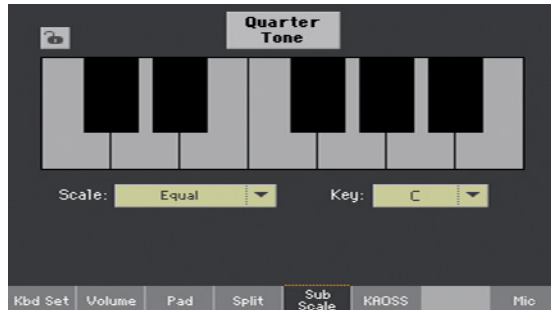 Quarter
Tone
Scale: Equal Key: C
Kbd Set Volume Pad Split Sub Scale KAOSS Mic